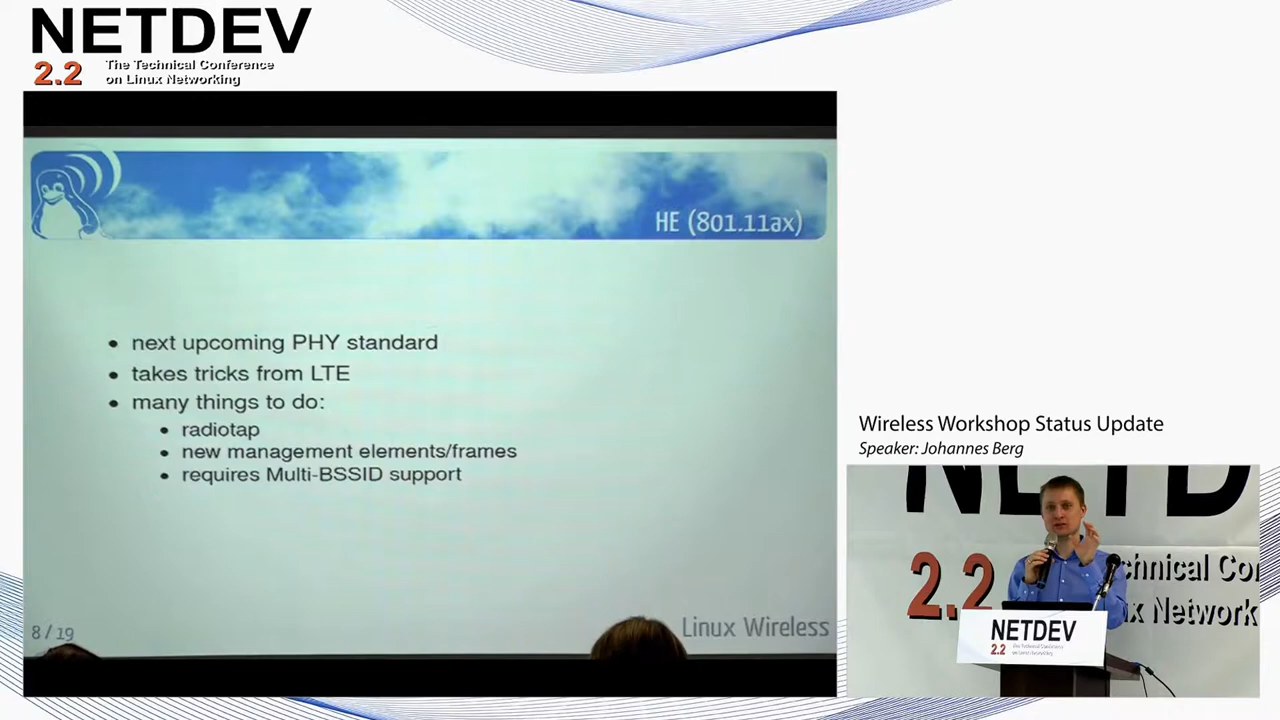 NETDEV
2.2
The Technical Conference
on Linux Networking
HE (801.11ax)
• next upcoming PHY standard
• takes tricks from LTE
• many things to do:
• radiotap
• new management elements/frames
• requires Multi-BSSID support
8 / 19
Linux Wireless
Wireless Workshop Status Update
Speaker: Johannes Berg
NETD
2.2
chnical Con
x Network
NETDEV
2.2